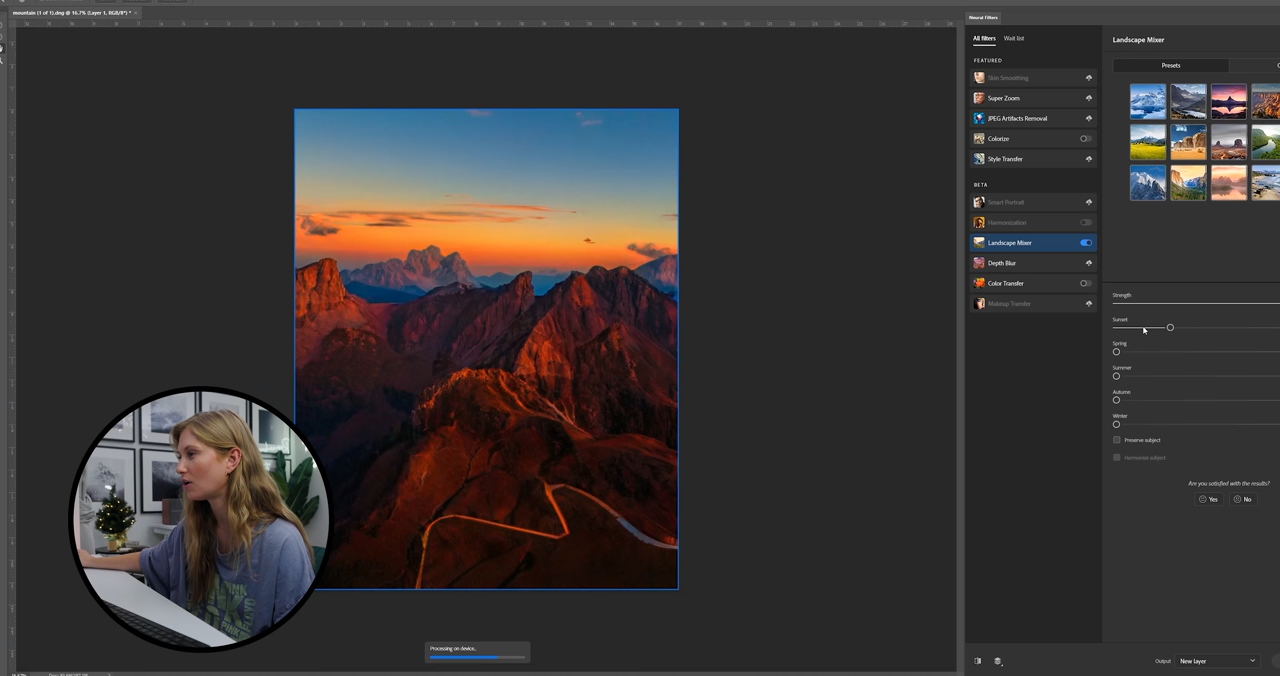 mountain (1 of 1).dng @ 16.7% (Layer 1, RGB/8*) *
Neural Filters
All filters
Wait list
FEATURED
Skin Smoothing
Super Zoom
JPEG Artifacts Removal
Colorize
Style Transfer
BETA
Smart Portrait
Harmonization
Landscape Mixer
Depth Blur
Color Transfer
Makeup Transfer
Landscape Mixer
Presets
Strength
Sunset
Spring
Summer
Autumn
Winter
Preserve subject
Harmonize subject
Are you satisfied with the results?
Yes
No
Output
New layer
Processing on device...
PINK